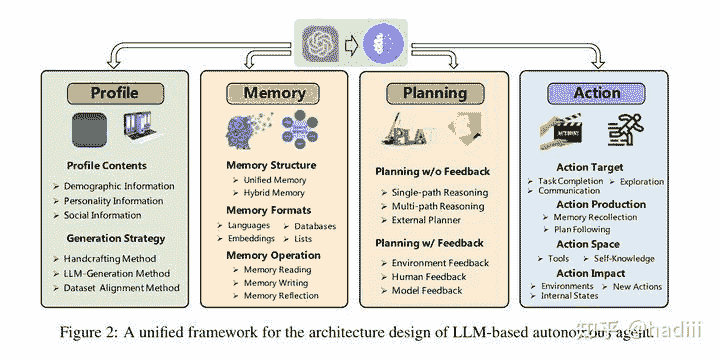 Profile
Profile Contents
Demographic Information
Personality Information
Social Information
Generation Strategy
Handcrafting Method
LLM-Generation Method
Dataset Alignment Method
Memory
Memory Structure
Unified Memory
Hybrid Memory
Memory Formats
Languages Databases
Embeddings Lists
Memory Operation
Memory Reading
Memory Writing
Memory Reflection
Planning
PLA
Planning w/o Feedback
Single-path Reasoning
Multi-path Reasoning
External Planner
Planning w/ Feedback
Environment Feedback
Human Feedback
Model Feedback
Action
Action Target
Task Completion Exploration
Communication
Action Production
Memory Recollection
Plan Following
Action Space
Tools Self-Knowledge
Action Impact
Environments New Actions
Internal States
Figure 2: A unified framework for the architecture design of LLM-based autonomous agent.
知乎 @hadiii